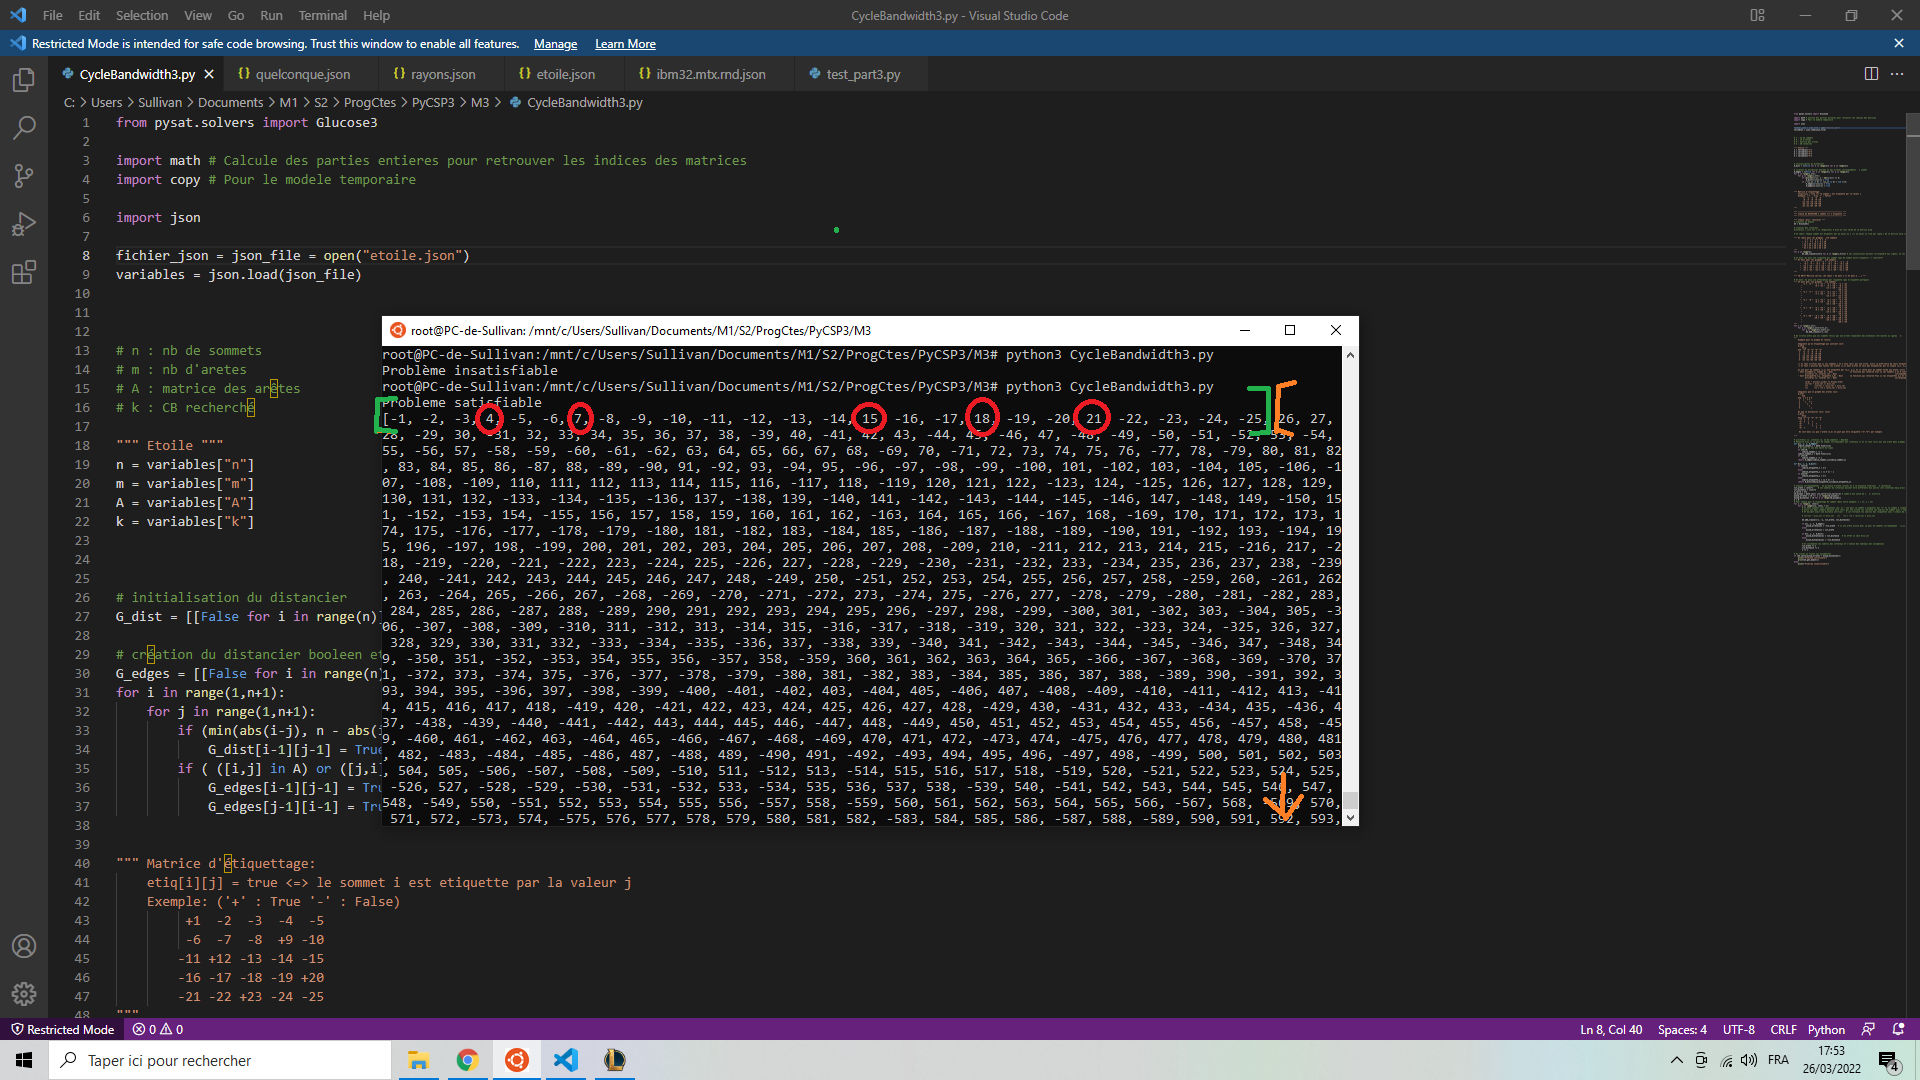 File Edit Selection View Go Run Terminal Help CycleBandwidth3.py - Visual Studio Code
Restricted Mode is intended for safe code browsing. Trust this window to enable all features. Manage Learn More
CycleBandwidth3.py quelconque.json rayons.json etoile.json ibm32.mtx.rnd.json test_part3.py
C: > Users > Sullivan > Documents > M1 > S2 > ProgCtes > PyCSP3 > M3 > CycleBandwidth3.py
1 from pysat.solvers import Glucose3
2
3 import math # Calcule des parties entieres pour retrouver les indices des matrices
4 import copy # Pour le modele temporaire
5
6 import json
7
8 fichier_json = json_file = open("etoile.json")
9 variables = json.load(json_file)
10
11
12
13 # n : nb de sommets
14 # m : nb d'aretes
15 # A : matrice des arêtes
16 # k : CB recherché
17
18 """ Etoile """
19 n = variables["n"]
20 m = variables["m"]
21 A = variables["A"]
22 k = variables["k"]
23
24
25
26 # initialisation du distancier
27 G_dist = [[False for i in range(n)
28
29 # création du distancier booleen et
30 G_edges = [[False for i in range(n)
31 for i in range(1,n+1):
32 for j in range(1,n+1):
33 if (min(abs(i-j), n - abs(i
34 G_dist[i-1][j-1] = True
35 if ( ([i,j] in A) or ([j,i]
36 G_edges[i-1][j-1] = Tru
37 G_edges[j-1][i-1] = Tru
38
39
40 """ Matrice d'étiquettage:
41 etiq[i][j] = true <=> le sommet i est etiquette par la valeur j
42 Exemple: ('+' : True '-' : False)
43 +1 -2 -3 -4 -5
44 -6 -7 -8 +9 -10
45 -11 +12 -13 -14 -15
46 -16 -17 -18 -19 +20
47 -21 -22 +23 -24 -25
48 """
root@PC-de-Sullivan: /mnt/c/Users/Sullivan/Documents/M1/S2/ProgCtes/PyCSP3/M3
root@PC-de-Sullivan:/mnt/c/Users/Sullivan/Documents/M1/S2/ProgCtes/PyCSP3/M3# python3 CycleBandwidth3.py
Problème insatisfiable
root@PC-de-Sullivan:/mnt/c/Users/Sullivan/Documents/M1/S2/ProgCtes/PyCSP3/M3# python3 CycleBandwidth3.py
Probleme satisfiable
[-1, -2, -3, 4, -5, -6, 7, -8, -9, -10, -11, -12, -13, -14, 15, -16, -17, 18, -19, -20, 21, -22, -23, -24, -25, 26, 27,
28, -29, 30, -31, 32, 33, 34, 35, 36, 37, 38, -39, 40, -41, 42, 43, -44, 45, -46, 47, -48, -49, -50, -51, -52, 53, -54,
55, -56, 57, -58, -59, -60, -61, -62, 63, 64, 65, 66, 67, 68, 69, 70, -71, 72, 73, 74, 75, 76, -77, 78, -79, 80, 81, 82
, 83, 84, 85, 86, -87, 88, -89, -90, 91, -92, 93, -94, 95, -96, -97, -98, -99, -100, 101, -102, -103, -104, 105, -106, -1
07, -108, -109, 110, 111, 112, 113, 114, 115, 116, -117, -118, -119, 120, 121, 122, -123, 124, -125, 126, 127, 128, 129,
130, 131, 132, -133, -134, -135, -136, 137, -138, 139, -140, 141, -142, -143, -144, -145, -146, 147, -148, 149, -150, 15
1, -152, -153, 154, -155, 156, 157, 158, 159, 160, 161, 162, -163, 164, 165, 166, -167, -168, -169, 170, 171, 172, 173, 1
74, 175, -176, -177, -178, -179, -180, 181, -182, -183, -184, 185, -186, -187, -188, -189, -190, 191, -192, -193, -194, 19
5, 196, -197, 198, -199, 200, 201, 202, 203, 204, 205, 206, 207, 208, -209, 210, -211, 212, 213, 214, 215, -216, 217, -2
18, -219, -220, -221, -222, 223, -224, 225, -226, -227, -228, -229, -230, -231, -232, -233, -234, 235, 236, 237, 238, -239
, 240, -241, 242, 243, 244, 245, 246, 247, 248, -249, 250, -251, 252, 253, 254, 255, 256, 257, 258, -259, 260, -261, 262
, 263, -264, 265, -266, 267, -268, -269, -270, -271, -272, 273, -274, 275, -276, 277, -278, -279, -280, -281, -282, 283,
284, 285, 286, -287, 288, -289, 290, 291, 292, 293, 294, 295, 296, -297, 298, -299, -300, 301, -302, 303, -304, 305, -3
06, -307, -308, -309, -310, 311, -312, 313, -314, 315, -316, -317, -318, -319, 320, 321, 322, -323, 324, -325, 326, 327,
328, 329, 330, 331, 332, -333, -334, -335, -336, 337, -338, 339, -340, 341, -342, -343, -344, -345, -346, 347, -348, 34
9, -350, 351, -352, -353, 354, 355, 356, -357, -358, -359, 360, 361, 362, 363, 364, 365, -366, -367, -368, -369, -370, 37
1, -372, 373, -374, -375, -376, -377, -378, -379, -380, 381, -382, 383, -384, 385, 386, 387, 388, -389, 390, -391, 392, 3
93, 394, 395, -396, 397, -398, -399, -400, -401, -402, -403, -404, -405, -406, 407, -408, -409, -410, -411, -412, 413, -41
4, 415, 416, 417, 418, -419, 420, -421, 422, 423, 424, 425, 426, 427, 428, -429, 430, -431, 432, 433, -434, 435, -436, 4
37, -438, -439, -440, -441, -442, 443, 444, 445, 446, -447, -448, -449, 450, 451, 452, 453, 454, 455, 456, -457, 458, -45
9, -460, 461, -462, 463, -464, 465, -466, -467, -468, -469, 470, 471, 472, -473, 474, -475, 476, 477, 478, 479, 480, 481
, 482, -483, -484, -485, -486, 487, -488, 489, -490, 491, -492, -493, 494, 495, 496, -497, -498, -499, 500, 501, 502, 503
, 504, 505, -506, -507, -508, -509, -510, 511, -512, 513, -514, 515, 516, 517, 518, -519, 520, -521, 522, 523, 524, 525,
-526, 527, -528, -529, -530, -531, -532, 533, -534, 535, 536, 537, 538, -539, 540, -541, 542, 543, 544, 545, 546, 547,
548, -549, 550, -551, 552, 553, 554, 555, 556, -557, 558, -559, 560, 561, 562, 563, 564, 565, 566, -567, 568, -569, 570,
571, 572, -573, 574, -575, 576, 577, 578, 579, 580, 581, 582, -583, 584, 585, 586, -587, 588, -589, 590, 591, 592, 593,
Restricted Mode 0 0 Ln 8, Col 40 Spaces: 4 UTF-8 CRLF Python
Taper ici pour rechercher FRA 17:53
26/03/2022 4